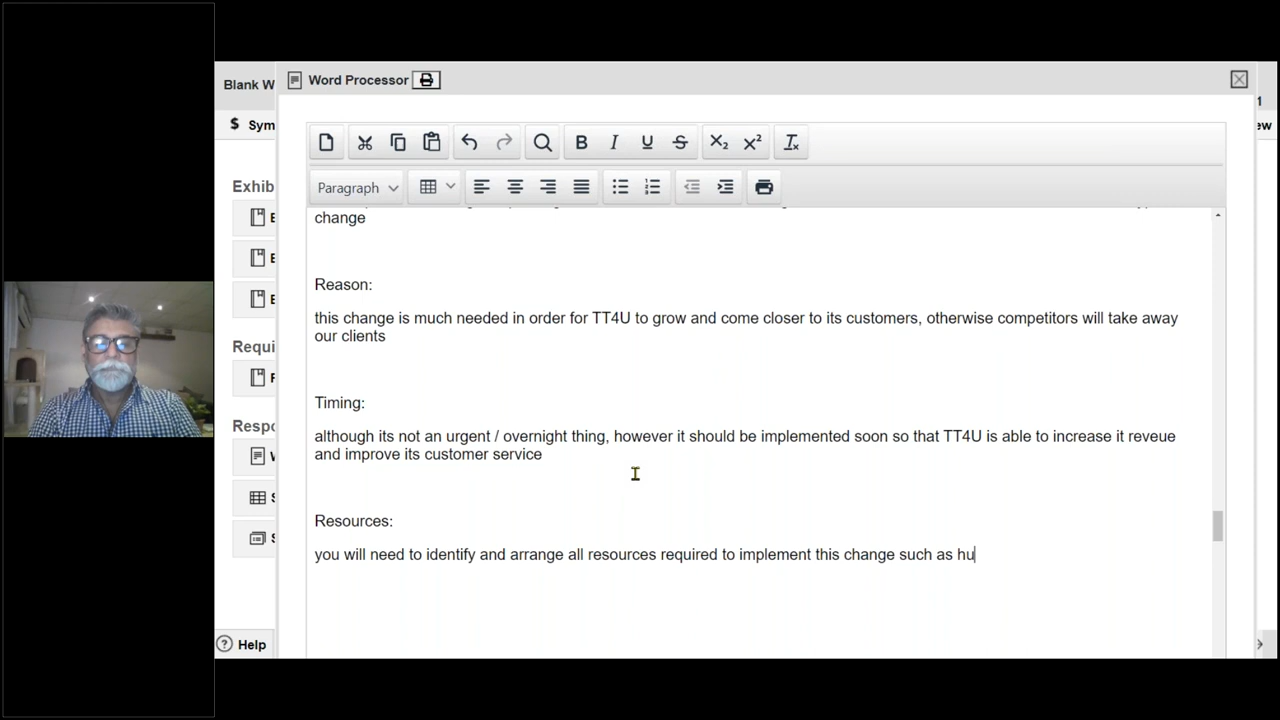 Blank W
Word Processor
1
$ Sym
ew
Paragraph
Exhib
E
change
E
Reason:
E
this change is much needed in order for TT4U to grow and come closer to its customers, otherwise competitors will take away
our clients
Requi
Timing:
Respo
although its not an urgent / overnight thing, however it should be implemented soon so that TT4U is able to increase it reveue
and improve its customer service
Resources:
you will need to identify and arrange all resources required to implement this change such as hu
Help